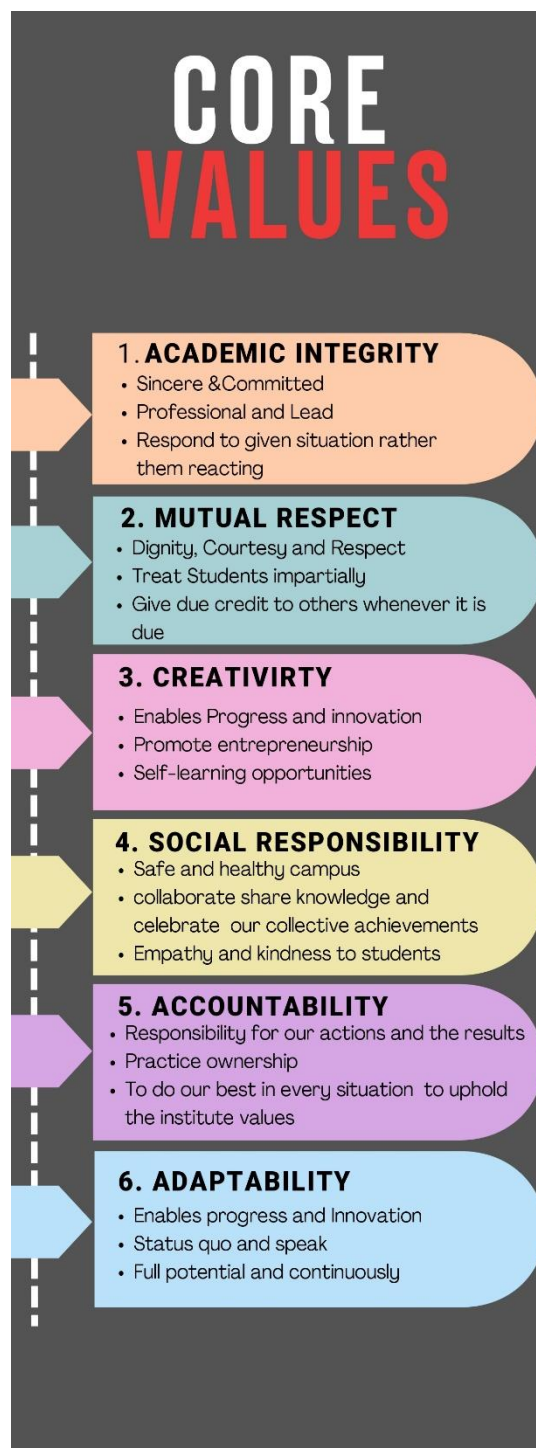 CORE
VALUES
1. ACADEMIC INTEGRITY
• Sincere &Committed
• Professional and Lead
• Respond to given situation rather
them reacting
2. MUTUAL RESPECT
• Dignity, Courtesy and Respect
• Treat Students impartially
• Give due credit to others whenever it is
due
3. CREATIVIRTY
• Enables Progress and innovation
• Promote entrepreneurship
• Self-learning opportunities
4. SOCIAL RESPONSIBILITY
• Safe and healthy campus
• collaborate share knowledge and
celebrate our collective achievements
• Empathy and kindness to students
5. ACCOUNTABILITY
• Responsibility for our actions and the results
• Practice ownership
• To do our best in every situation to uphold
the institute values
6. ADAPTABILITY
• Enables progress and Innovation
• Status quo and speak
• Full potential and continuously